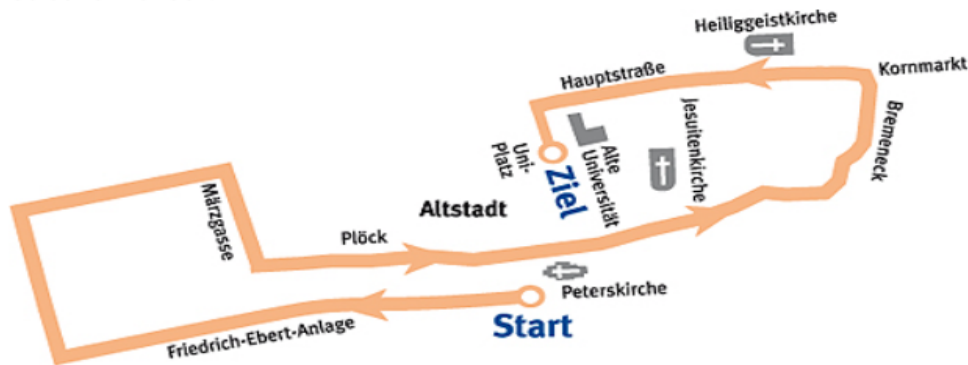 Heiliggeistkirche
Hauptstraße
Kornmarkt
Bremeneck
Jesuitenkirche
Uni-
Platz
Alte
Universität
Ziel
Märzgasse
Altstadt
Plöck
Peterskirche
Start
Friedrich-Ebert-Anlage